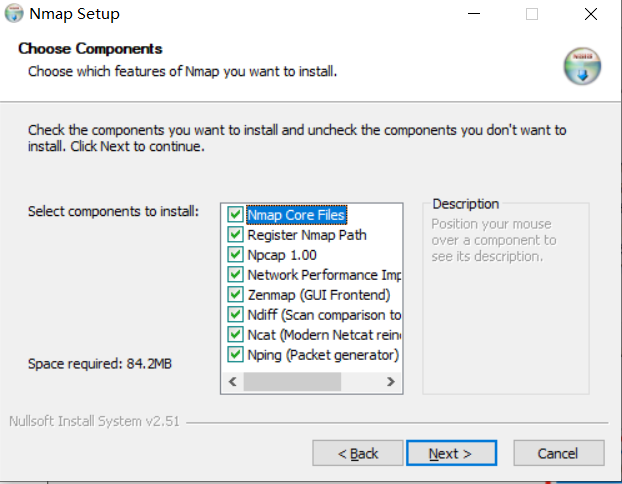 Nmap Setup
Choose Components
Choose which features of Nmap you want to install.
Check the components you want to install and uncheck the components you don't want to
install. Click Next to continue.
Select components to install:
Nmap Core Files
Register Nmap Path
Npcap 1.00
Network Performance Imp
Zenmap (GUI Frontend)
Ndiff (Scan comparison to
Ncat (Modern Netcat rein
Nping (Packet generator)
Description
Position your mouse
over a component to
see its description.
Space required: 84.2MB
Nullsoft Install System v2.51
< Back
Next >
Cancel